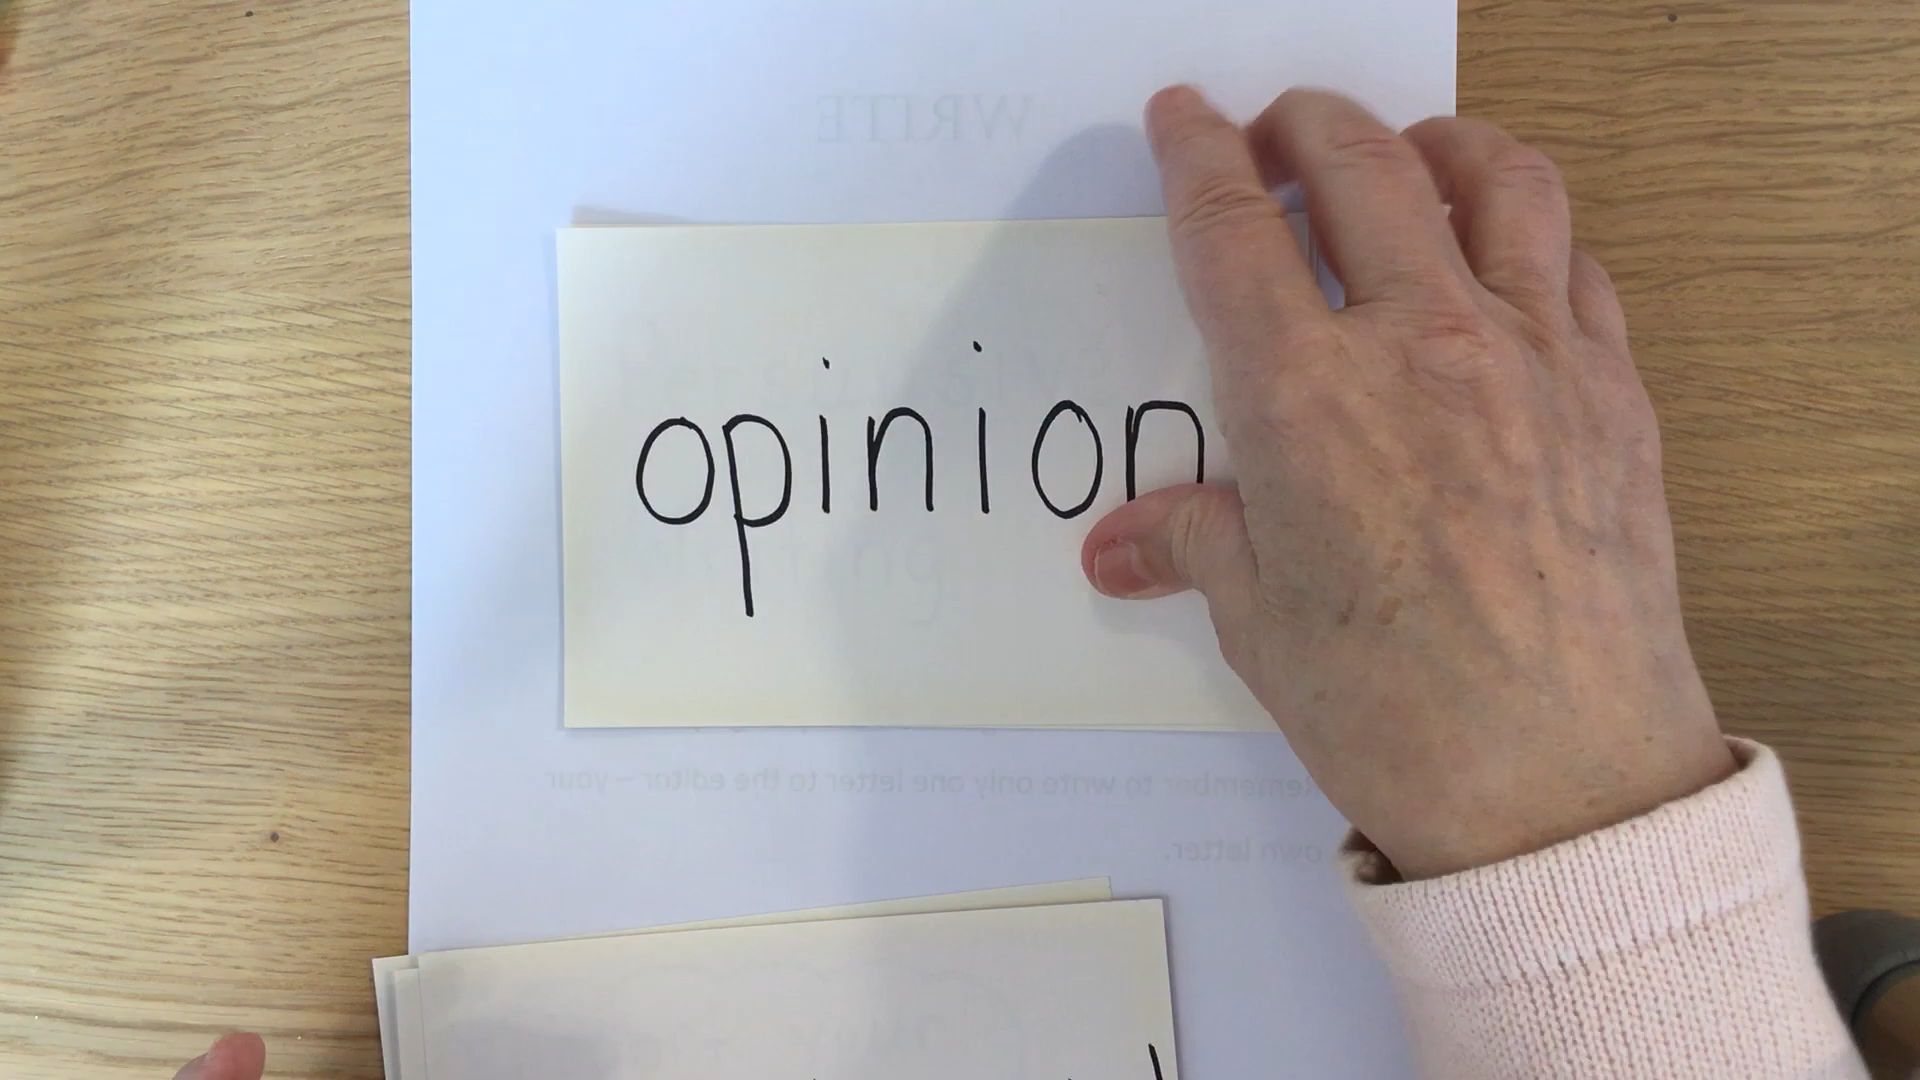 WRITE
opinion
Remember to write only one letter to the editor – your
own letter.